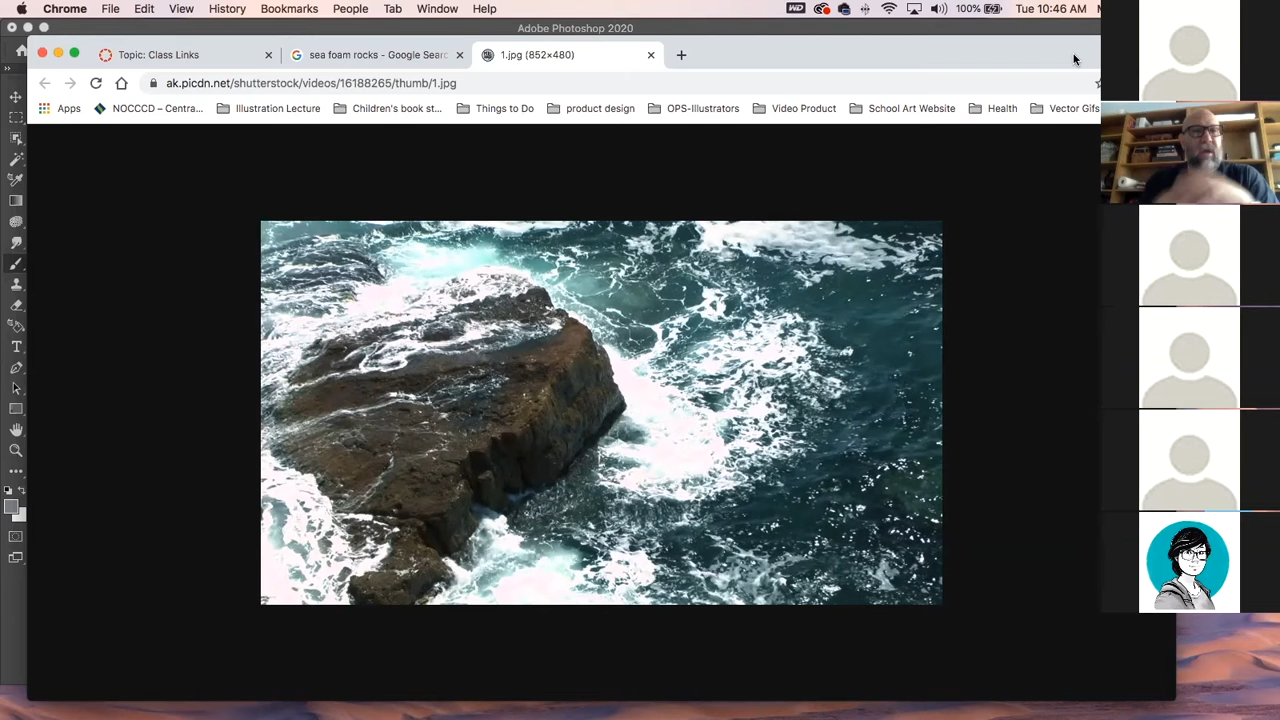 Chrome File Edit View History Bookmarks People Tab Window Help 100% Tue 10:46 AM
Adobe Photoshop 2020
Topic: Class Links
sea foam rocks - Google Searc
1.jpg (852×480)
ak.picdn.net/shutterstock/videos/16188265/thumb/1.jpg
Apps NOCCCD – Centra... Illustration Lecture Children's book st... Things to Do product design OPS-Illustrators Video Product School Art Website Health Vector Gifs